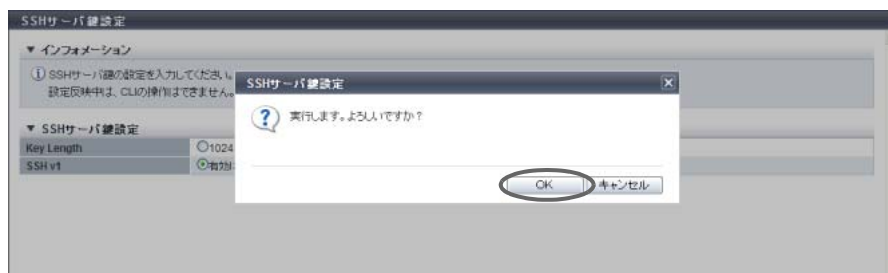 SSHサーバ鍵設定
▼ インフォメーション
SSHサーバ鍵の設定を入力してください。
設定反映中は、CLIの操作はできません。
SSHサーバ鍵設定
実行します。よろしいですか？
OK キャンセル
▼ SSHサーバ鍵設定
Key Length 1024
SSH v1 有効